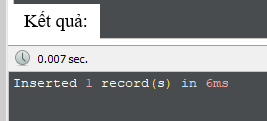 Kết quả:
0.007 sec.
Inserted 1 record(s) in 6ms